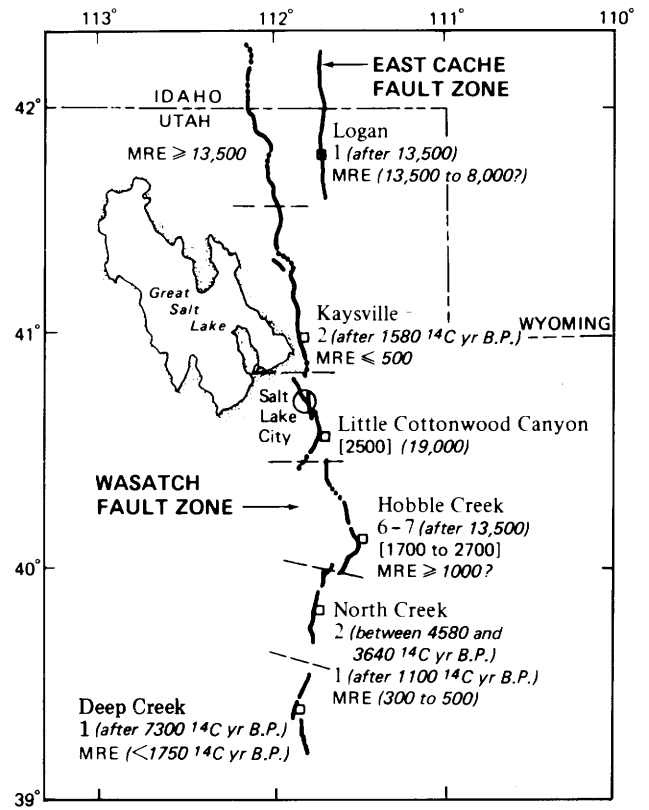 113° 112° 111° 110°
EAST CACHE
FAULT ZONE
42°
IDAHO
UTAH
Logan
1 (after 13,500)
MRE ⩾ 13,500
MRE (13,500 to 8,000?)
Great
Salt
Lake
Kaysville
41°
WYOMING
2 (after 1580 ¹⁴C yr B.P.)
MRE ⩽ 500
Salt
Lake
City
Little Cottonwood Canyon
[2500] (19,000)
WASATCH
FAULT ZONE
Hobble Creek
6-7 (after 13,500)
[1700 to 2700]
MRE ⩾ 1000?
40°
North Creek
2 (between 4580 and
3640 ¹⁴C yr B.P.)
1 (after 1100 ¹⁴C yr B.P.)
MRE (300 to 500)
Deep Creek
1 (after 7300 ¹⁴C yr B.P.)
MRE (<1750 ¹⁴C yr B.P.)
39°